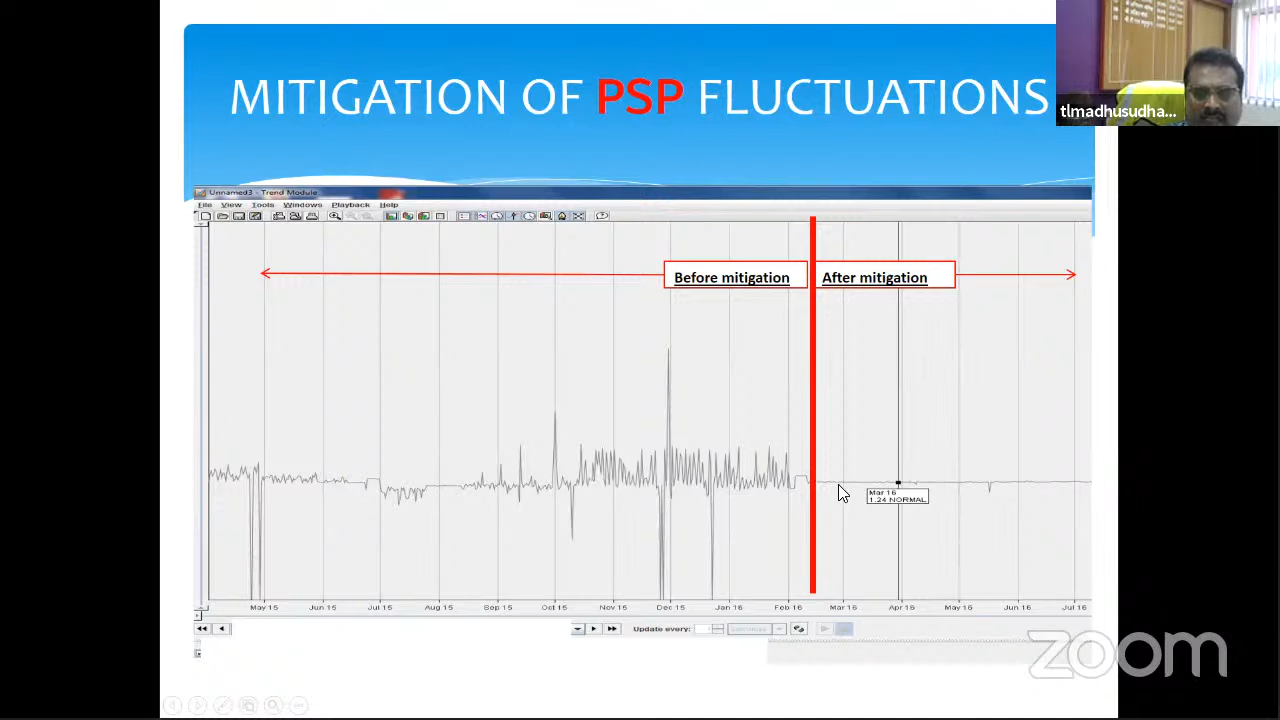 MITIGATION OF PSP FLUCTUATIONS
tlmadhusudha...
Unnamed3 - Trend Module
File View Tools Windows Playback Help
Before mitigation
After mitigation
Mar 16
1.24 NORMAL
May 15 Jun 15 Jul 15 Aug 15 Sep 15 Oct 15 Nov 15 Dec 15 Jan 16 Feb 16 Mar 16 Apr 16 May 16 Jun 16 Jul 16
Update every:
zoom